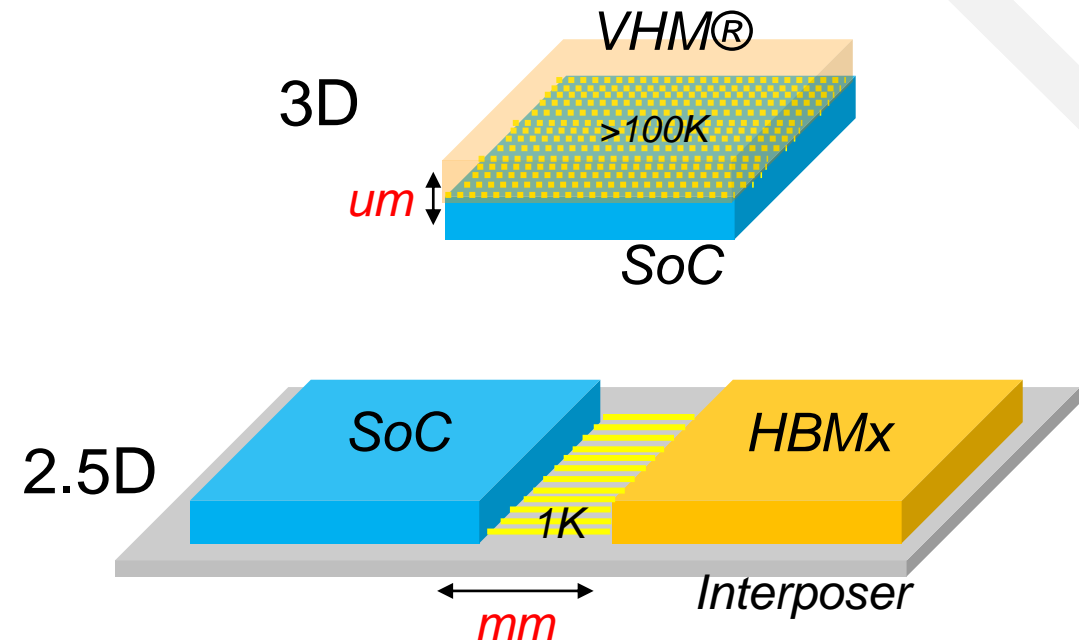 VHM®
3D
>100K
um
SoC
SoC
HBMx
2.5D
1K
Interposer
mm